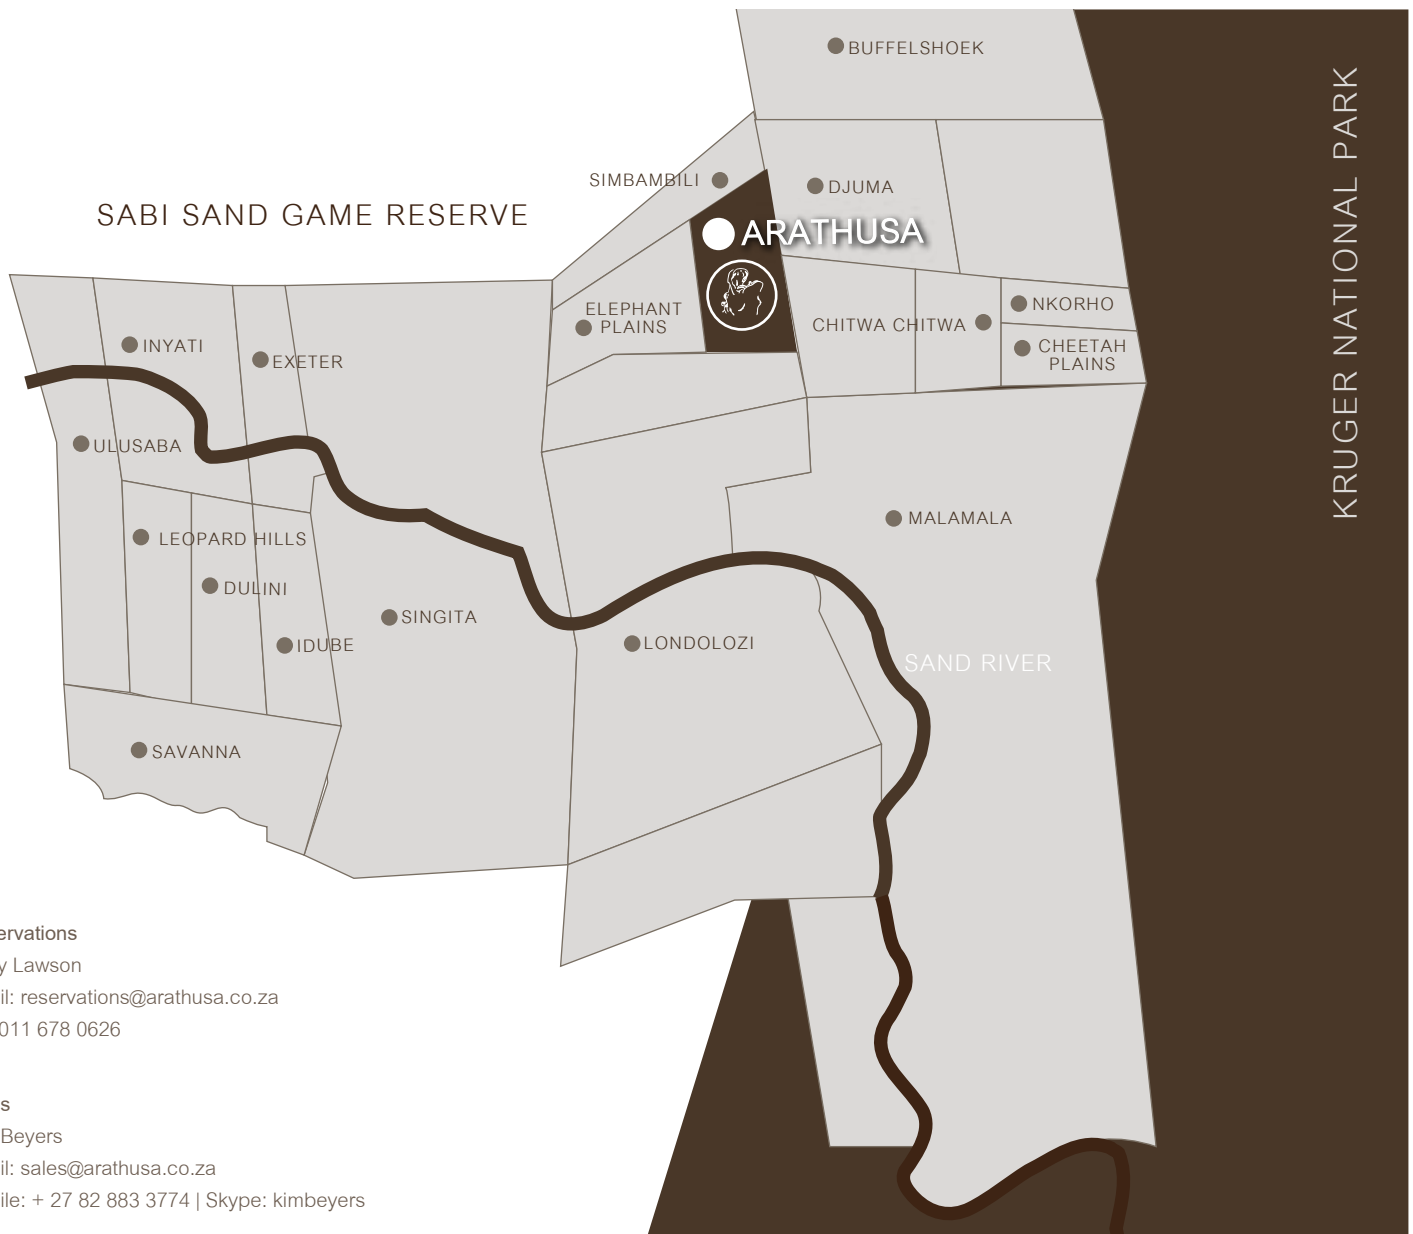 BUFFELSHOEK
KRUGER NATIONAL PARK
SIMBAMBILI
DJUMA
SABI SAND GAME RESERVE
ARATHUSA
ELEPHANT
PLAINS
NKORHO
CHITWA CHITWA
CHEETAH
PLAINS
INYATI
EXETER
ULUSABA
MALAMALA
LEOPARD HILLS
DULINI
SINGITA
IDUBE
LONDOLOZI
SAND RIVER
SAVANNA
ervations
y Lawson
il: reservations@arathusa.co.za
011 678 0626
s
Beyers
il: sales@arathusa.co.za
ile: + 27 82 883 3774 | Skype: kimbeyers